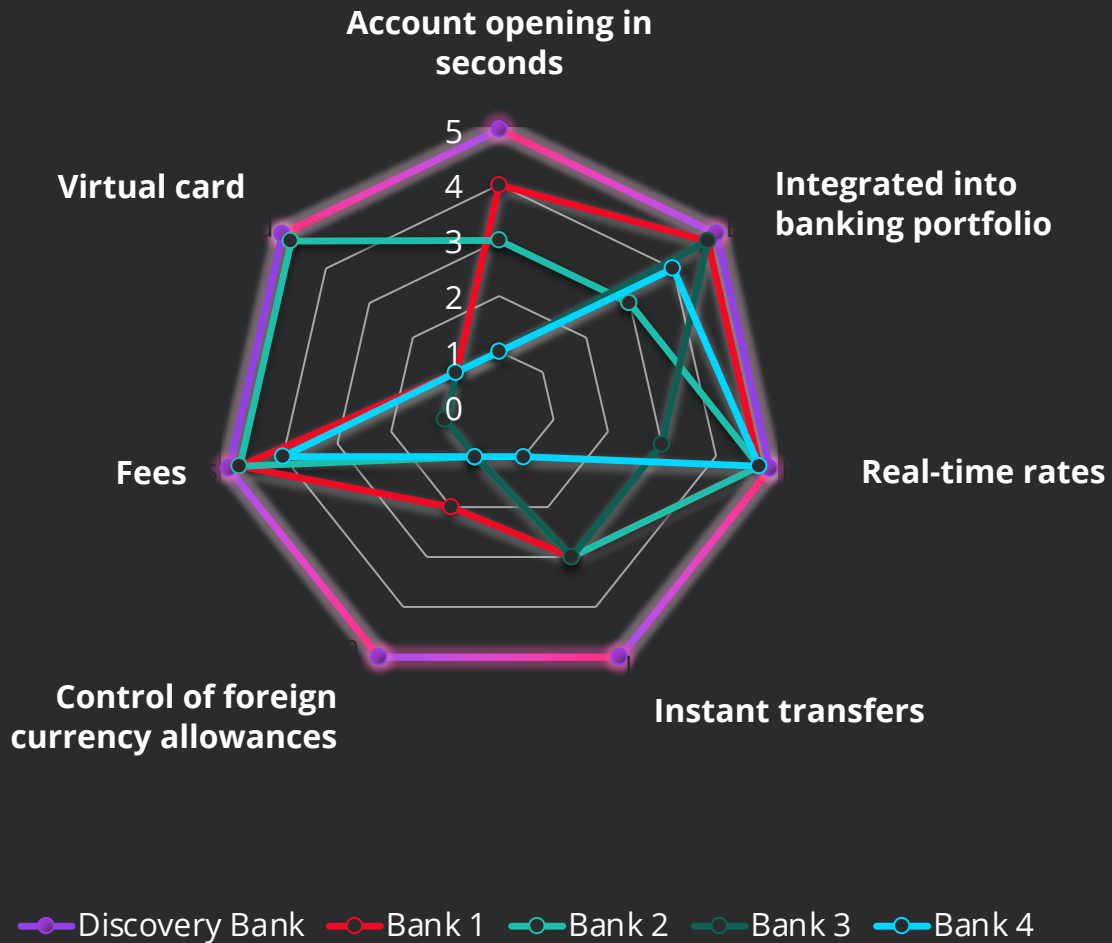 Account opening in
seconds
Virtual card
Integrated into
banking portfolio
5
4
3
2
1
0
Fees
Real-time rates
Control of foreign
currency allowances
Instant transfers
Discovery Bank
Bank 1
Bank 2
Bank 3
Bank 4